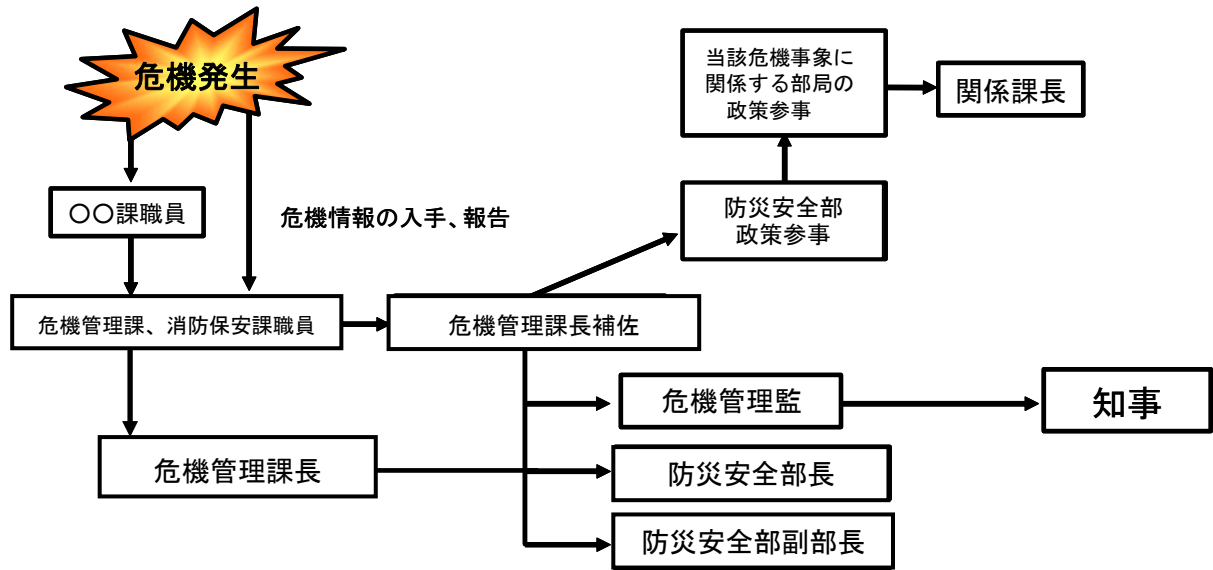 危機発生
当該危機事象に
関係する部局の
政策参事
関係課長
〇〇課職員
危機情報の入手、報告
防災安全部
政策参事
危機管理課、消防保安課職員
危機管理課長補佐
危機管理監
知事
危機管理課長
防災安全部長
防災安全部副部長